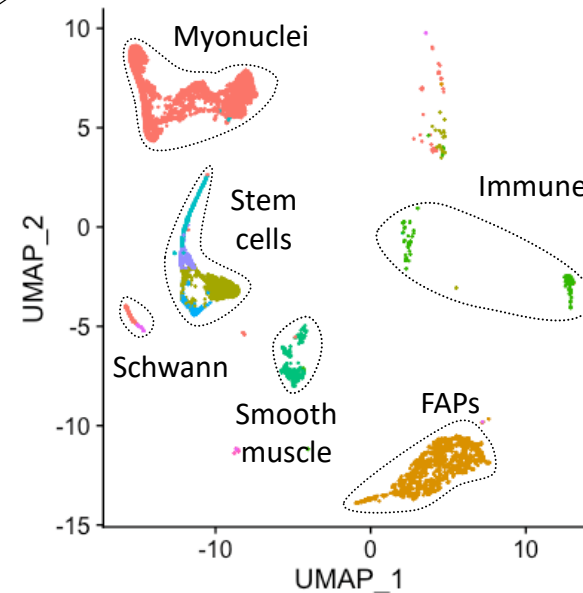 10
Myonuclei
5
Immune
Stem
cells
0
UMAP_2
-5
Schwann
Smooth
muscle
FAPs
-10
-15
-10
0
10
UMAP_1